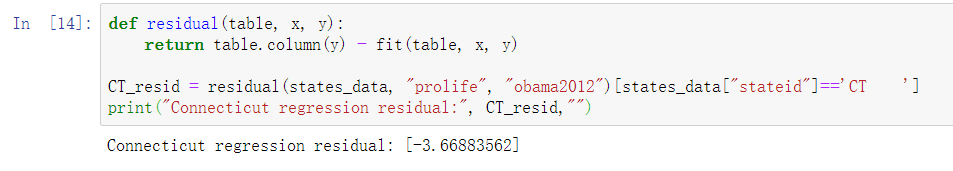 In [14]: def residual(table, x, y):
    return table.column(y) - fit(table, x, y)
CT_resid = residual(states_data, "prolife", "obama2012")[states_data["stateid"]=='CT   ']
print("Connecticut regression residual:", CT_resid,"")
Connecticut regression residual: [-3.66883562]